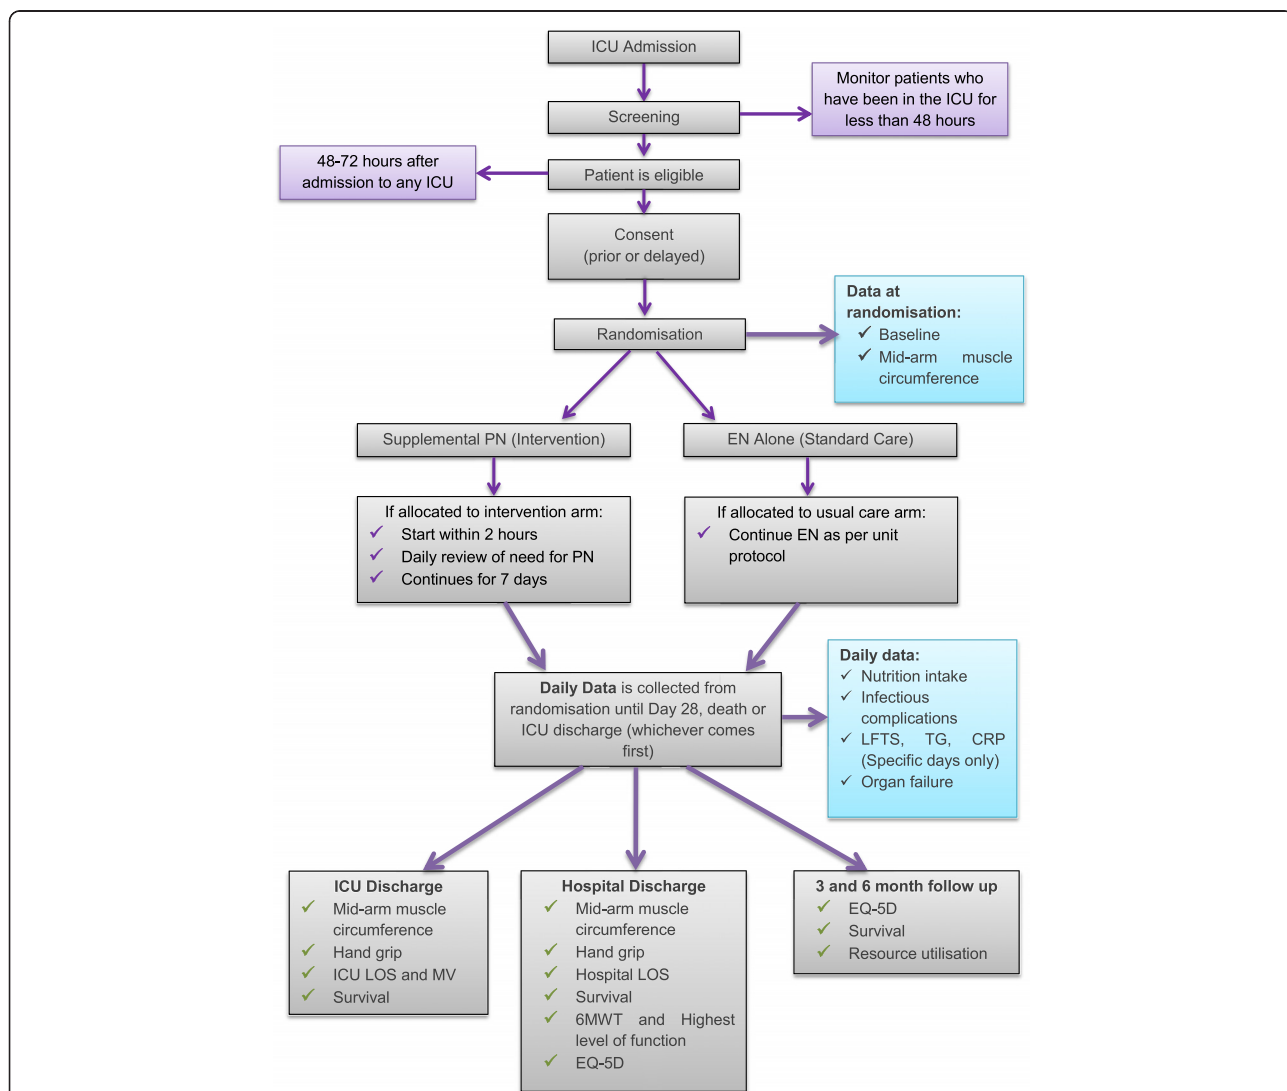 ICU Admission
Monitor patients who
have been in the ICU for
less than 48 hours
Screening
48-72 hours after
admission to any ICU
Patient is eligible
Consent
(prior or delayed)
Data at
randomisation:
✓ Baseline
✓ Mid-arm muscle
circumference
Randomisation
Supplemental PN (Intervention)
EN Alone (Standard Care)
If allocated to intervention arm:
✓ Start within 2 hours
✓ Daily review of need for PN
✓ Continues for 7 days
If allocated to usual care arm:
✓ Continue EN as per unit
protocol
Daily Data is collected from
randomisation until Day 28, death or
ICU discharge (whichever comes
first)
Daily data:
✓ Nutrition intake
✓ Infectious
complications
✓ LFTS, TG, CRP
(Specific days only)
✓ Organ failure
ICU Discharge
✓ Mid-arm muscle
circumference
✓ Hand grip
✓ ICU LOS and MV
✓ Survival
Hospital Discharge
✓ Mid-arm muscle
circumference
✓ Hand grip
✓ Hospital LOS
✓ Survival
✓ 6MWT and Highest
level of function
✓ EQ-5D
3 and 6 month follow up
✓ EQ-5D
✓ Survival
✓ Resource utilisation